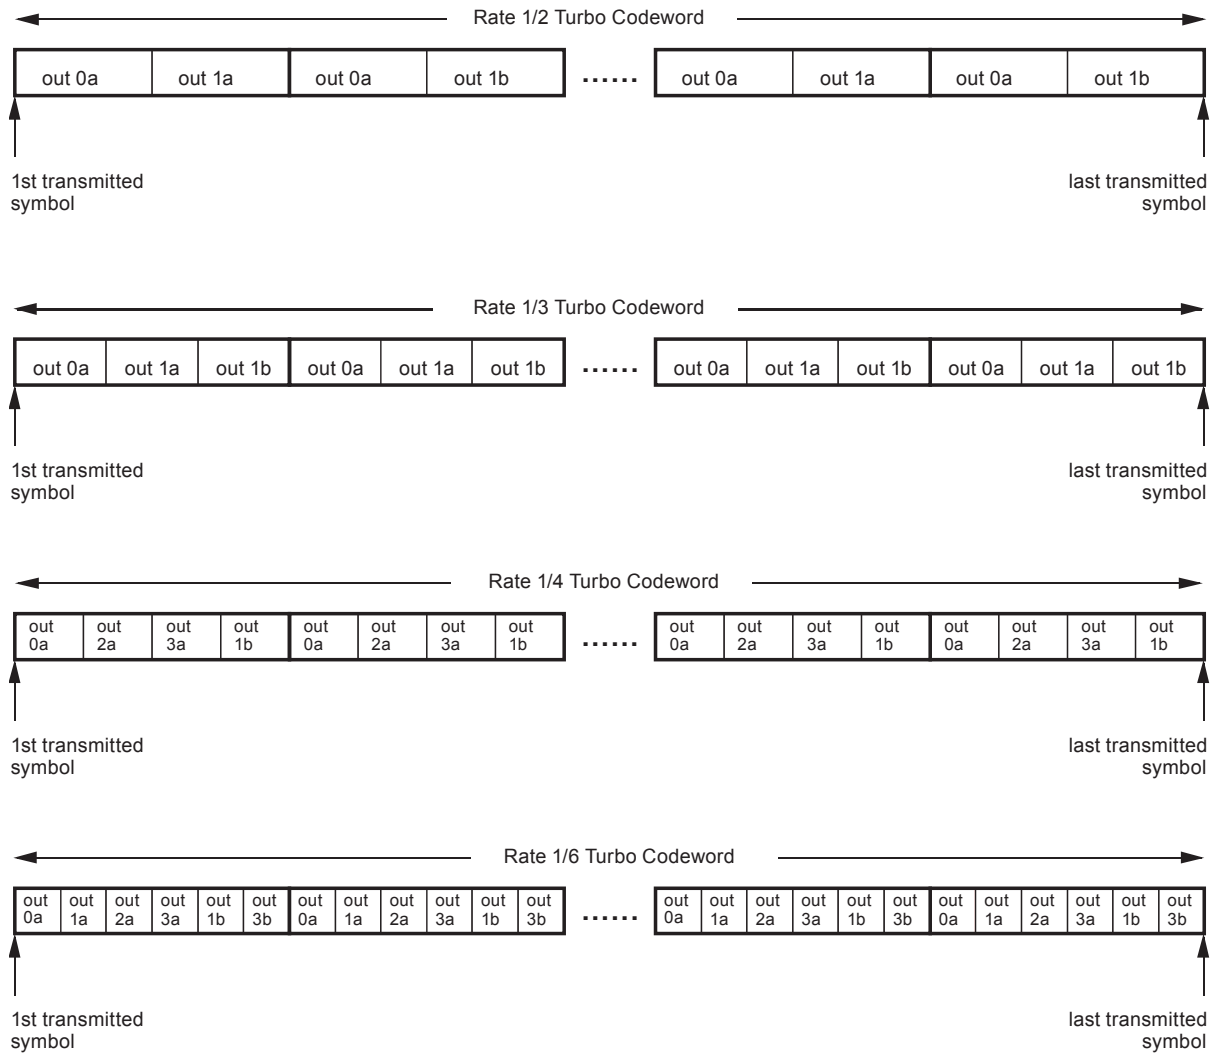 Rate 1/2 Turbo Codeword
out 0a out 1a out 0a out 1b ...... out 0a out 1a out 0a out 1b
1st transmitted
symbol
last transmitted
symbol
Rate 1/3 Turbo Codeword
out 0a out 1a out 1b out 0a out 1a out 1b ...... out 0a out 1a out 1b out 0a out 1a out 1b
1st transmitted
symbol
last transmitted
symbol
Rate 1/4 Turbo Codeword
out out out out out out out out ...... out out out out out out out out
0a 2a 3a 1b 0a 2a 3a 1b 0a 2a 3a 1b 0a 2a 3a 1b
1st transmitted
symbol
last transmitted
symbol
Rate 1/6 Turbo Codeword
out out out out out out out out out out out out ...... out out out out out out out out out out out out
0a 1a 2a 3a 1b 3b 0a 1a 2a 3a 1b 3b 0a 1a 2a 3a 1b 3b 0a 1a 2a 3a 1b 3b
1st transmitted
symbol
last transmitted
symbol